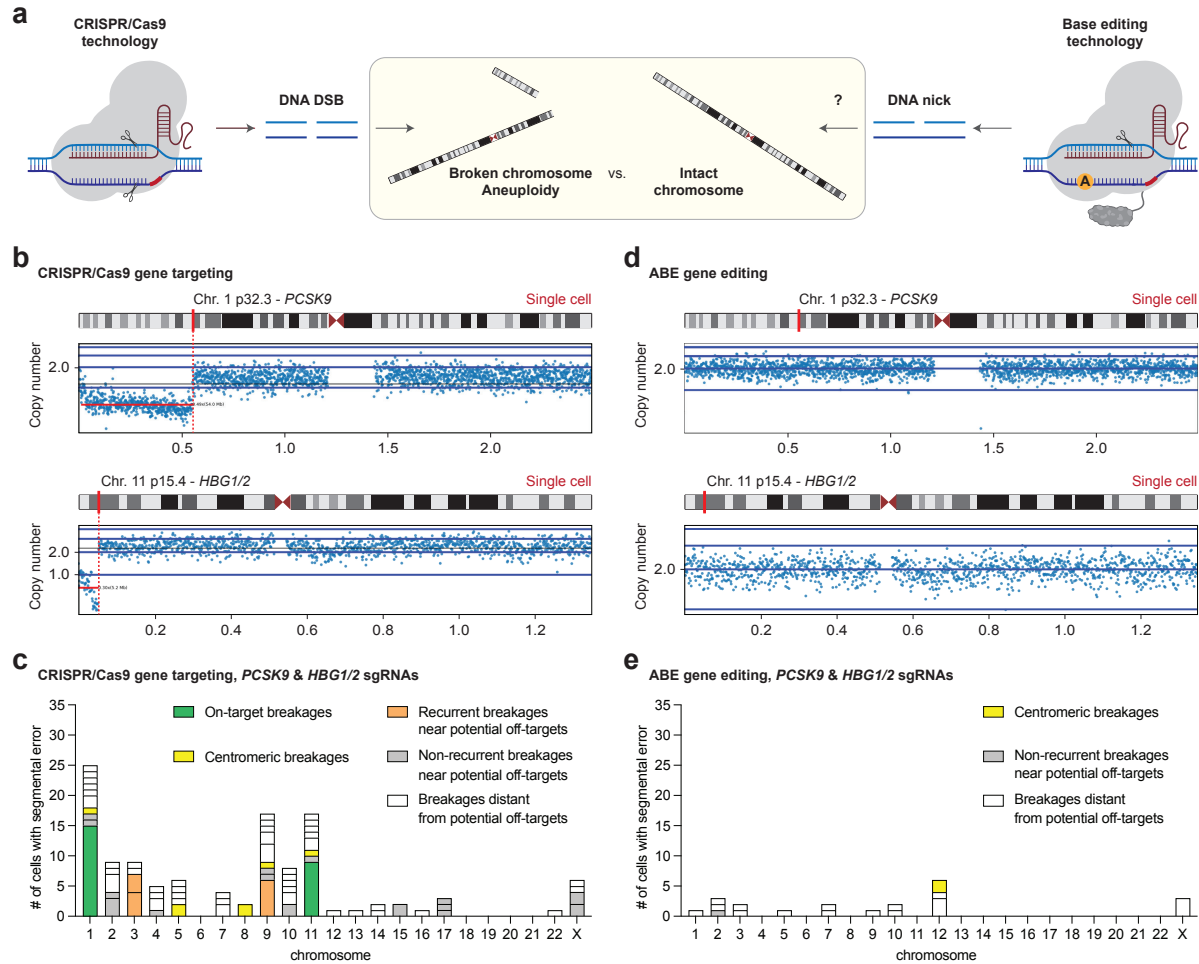 a
CRISPR/Cas9
technology
DNA DSB
Broken chromosome
Aneuploidy
vs.
Intact
chromosome
?
DNA nick
Base editing
technology
A
b CRISPR/Cas9 gene targeting
Chr. 1 p32.3 - PCSK9
Single cell
Copy number
2.0
0.5 1.0 1.5 2.0
Chr. 11 p15.4 - HBG1/2
Single cell
Copy number
2.0
1.0
0.2 0.4 0.6 0.8 1.0 1.2
c CRISPR/Cas9 gene targeting, PCSK9 & HBG1/2 sgRNAs
# of cells with segmental error
35
30
25
20
15
10
5
0
On-target breakages
Centromeric breakages
Recurrent breakages
near potential off-targets
Non-recurrent breakages
near potential off-targets
Breakages distant
from potential off-targets
1 2 3 4 5 6 7 8 9 10 11 12 13 14 15 16 17 18 19 20 21 22 X
chromosome
d ABE gene editing
Chr. 1 p32.3 - PCSK9
Single cell
Copy number
2.0
0.5 1.0 1.5 2.0
Chr. 11 p15.4 - HBG1/2
Single cell
Copy number
2.0
0.2 0.4 0.6 0.8 1.0 1.2
e ABE gene editing, PCSK9 & HBG1/2 sgRNAs
# of cells with segmental error
35
30
25
20
15
10
5
0
Centromeric breakages
Non-recurrent breakages
near potential off-targets
Breakages distant
from potential off-targets
1 2 3 4 5 6 7 8 9 10 11 12 13 14 15 16 17 18 19 20 21 22 X
chromosome